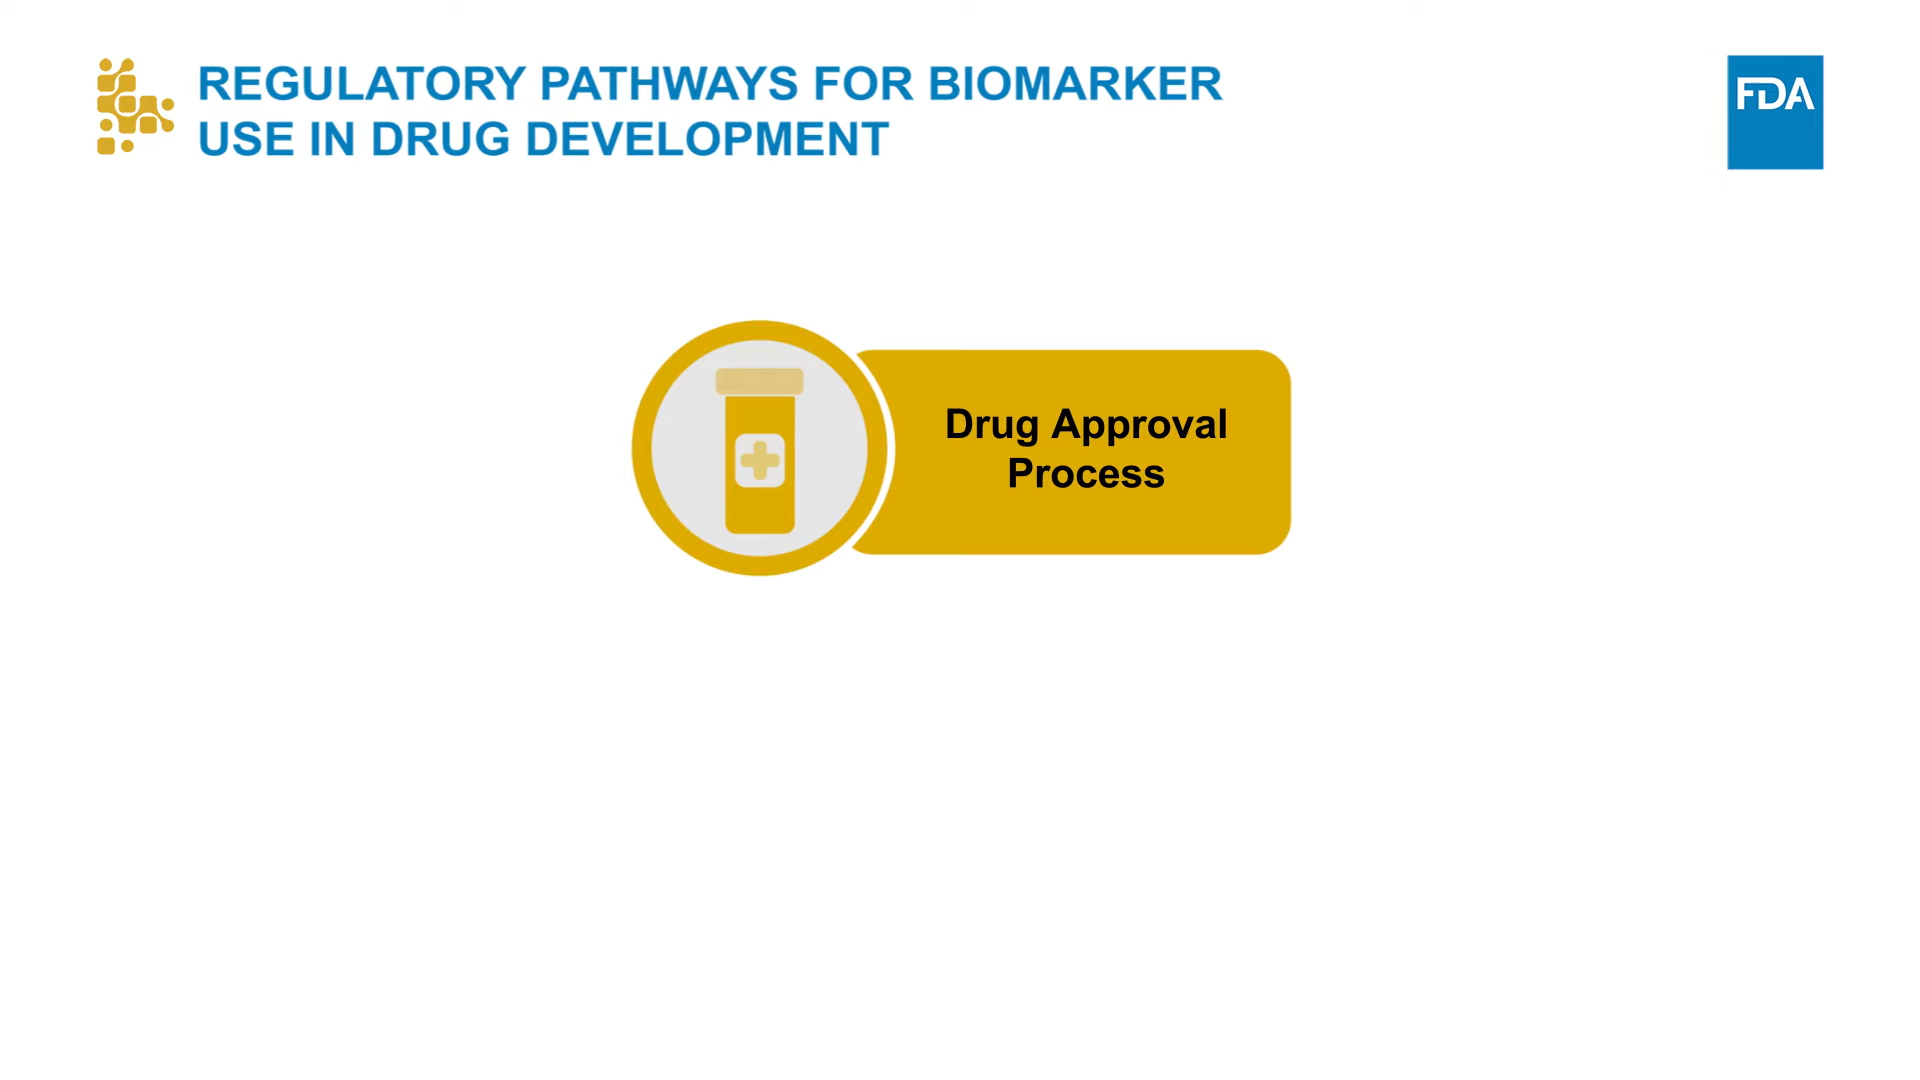 REGULATORY PATHWAYS FOR BIOMARKER
USE IN DRUG DEVELOPMENT
FDA
Drug Approval
Process